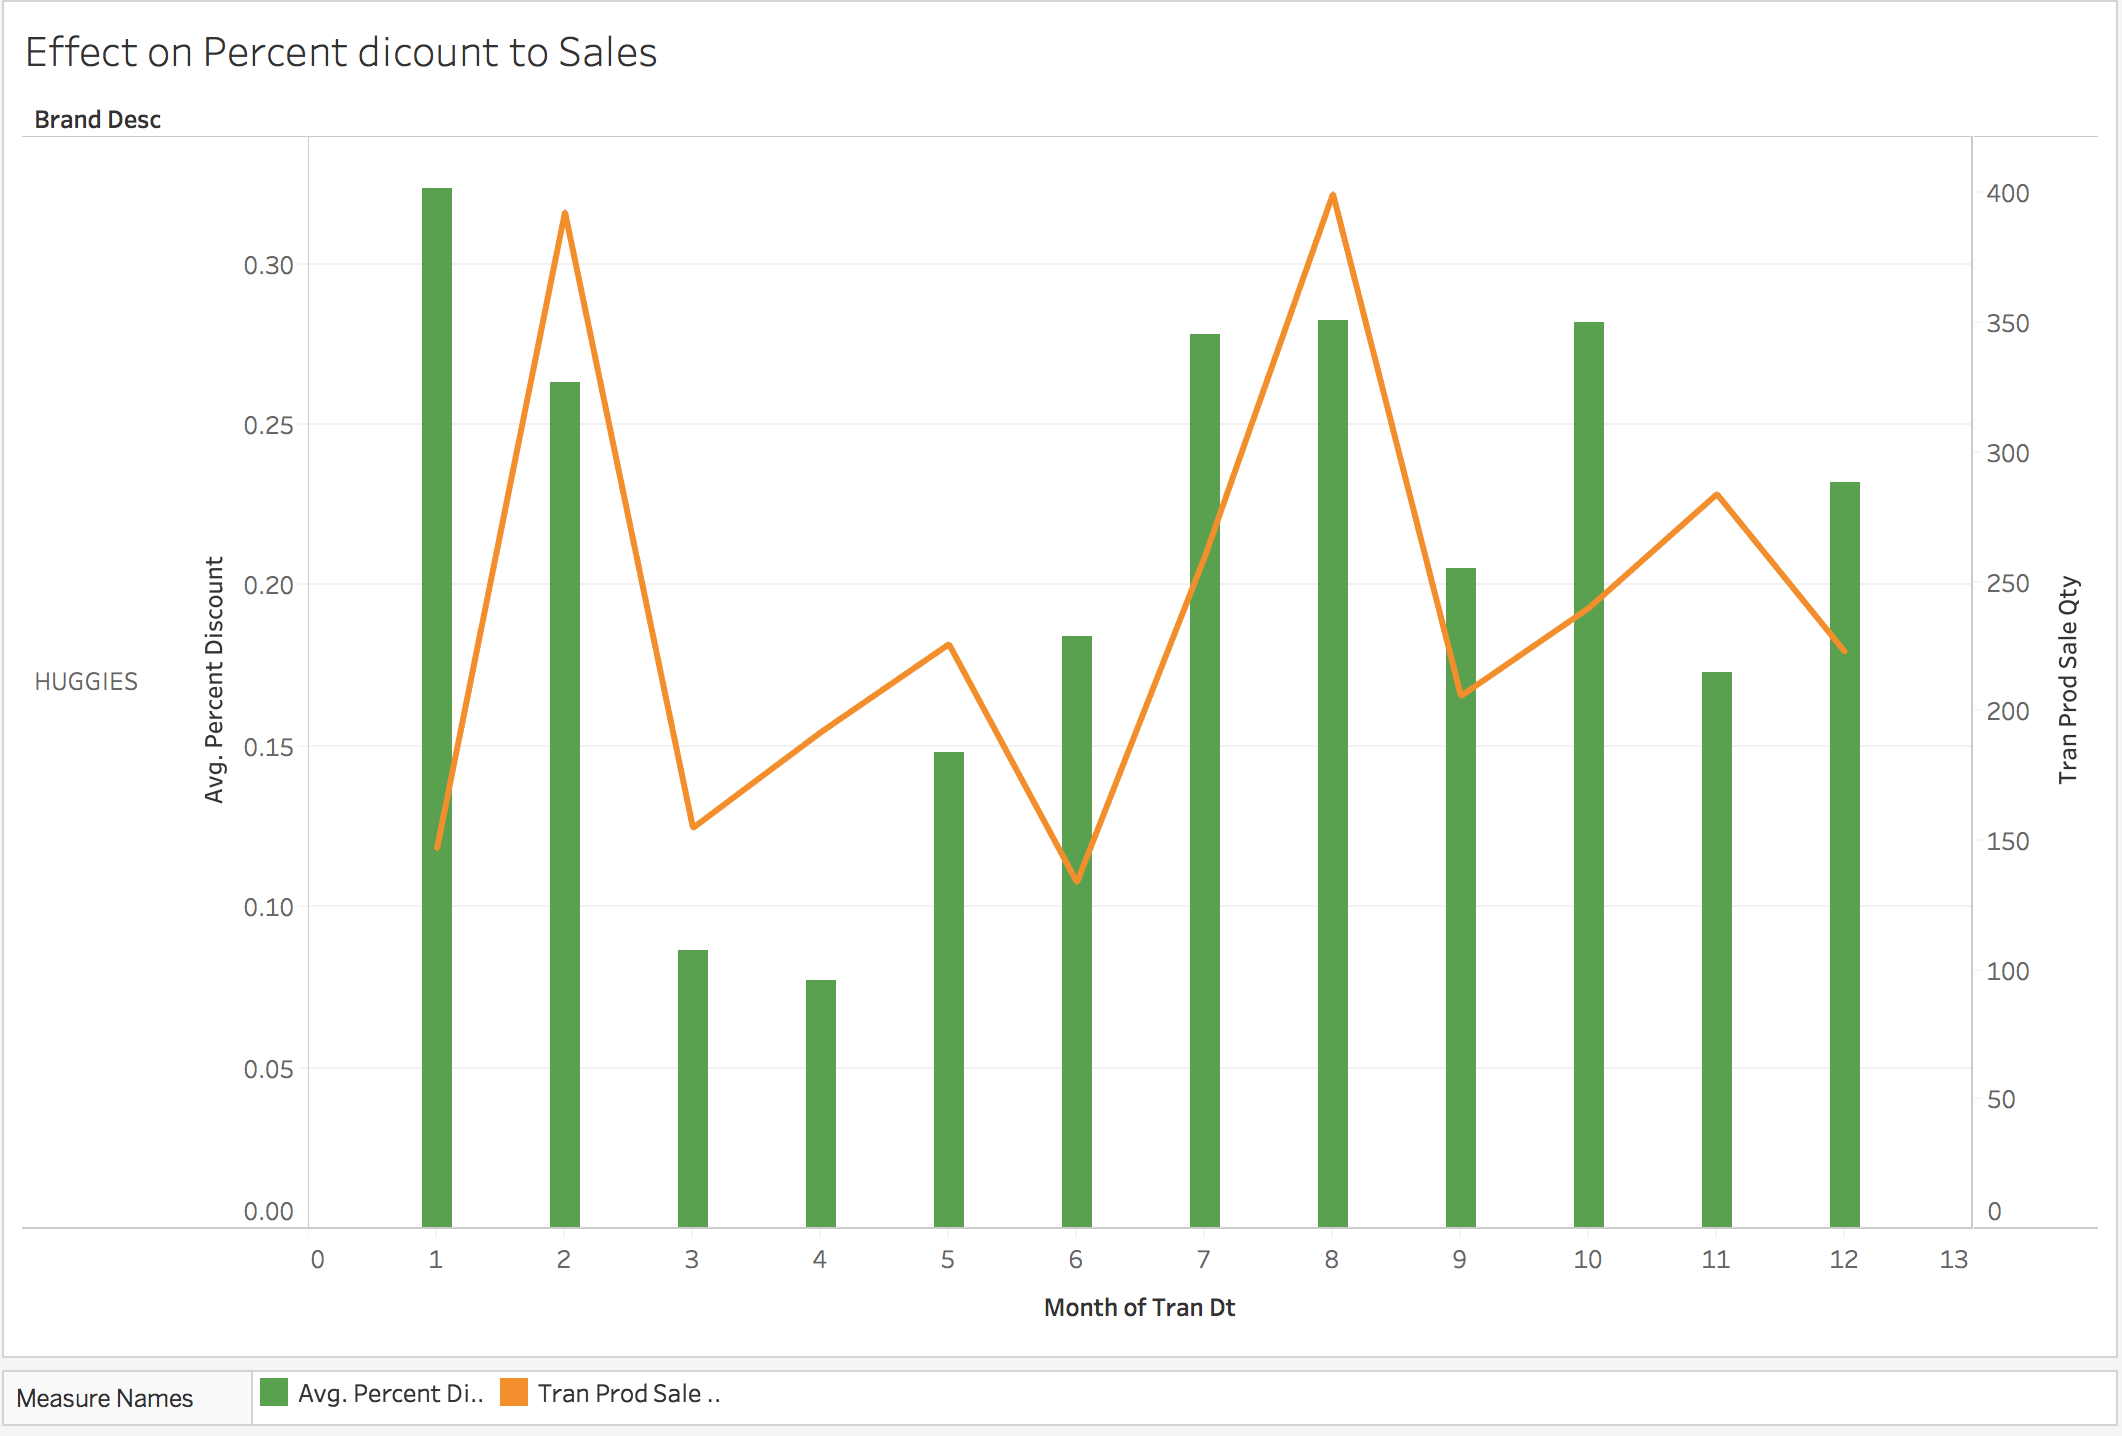 Effect on Percent dicount to Sales
Brand Desc
HUGGIES
Avg. Percent Discount
0.30
0.25
0.20
0.15
0.10
0.05
0.00
400
350
300
250
200
150
100
50
0
Tran Prod Sale Qty
0 1 2 3 4 5 6 7 8 9 10 11 12 13
Month of Tran Dt
Measure Names Avg. Percent Di.. Tran Prod Sale ..